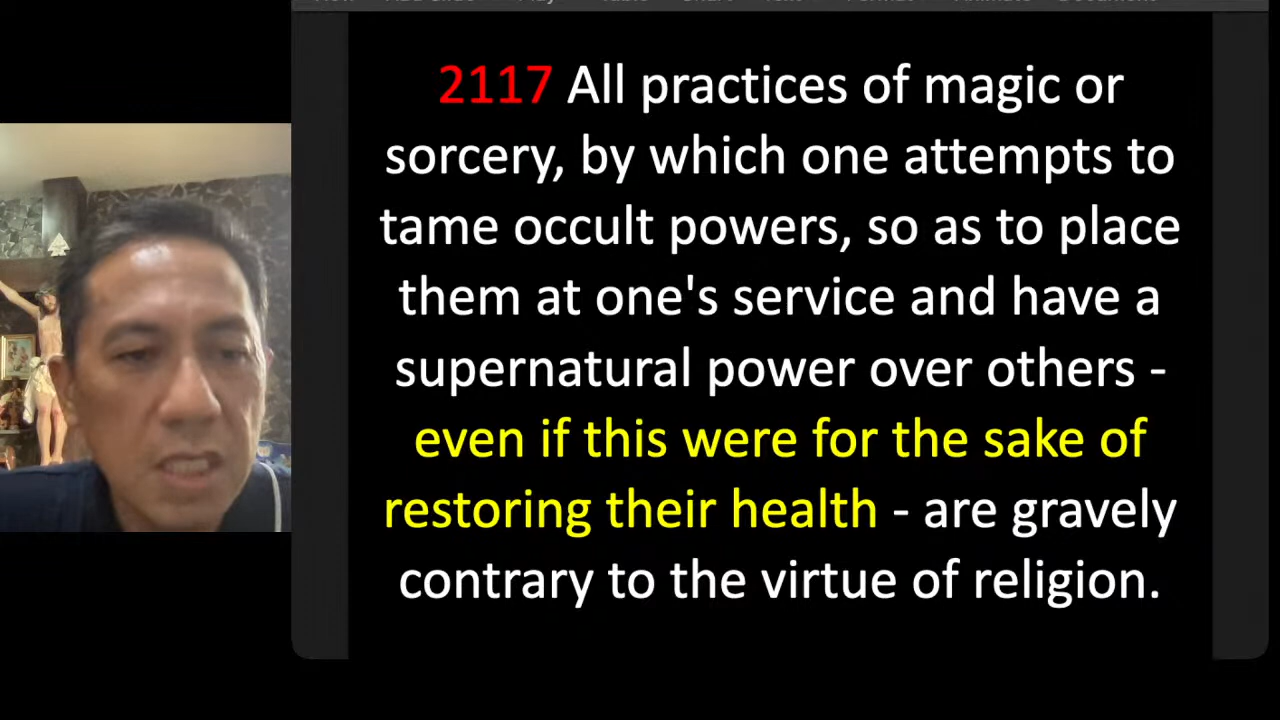 2117 All practices of magic or
sorcery, by which one attempts to
tame occult powers, so as to place
them at one's service and have a
supernatural power over others -
even if this were for the sake of
restoring their health - are gravely
contrary to the virtue of religion.